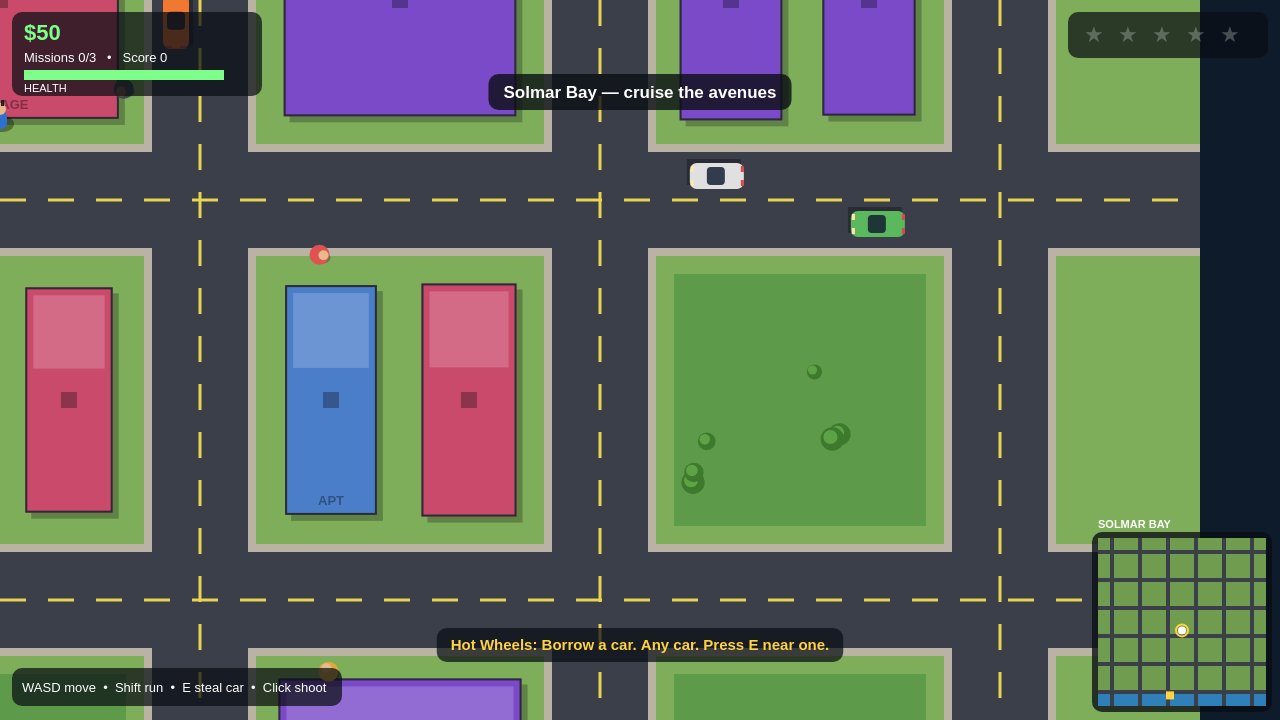 $50
Missions 0/3 • Score 0
HEALTH
AGE
Solmar Bay — cruise the avenues
★ ★ ★ ★ ★
APT
SOLMAR BAY
Hot Wheels: Borrow a car. Any car. Press E near one.
WASD move • Shift run • E steal car • Click shoot